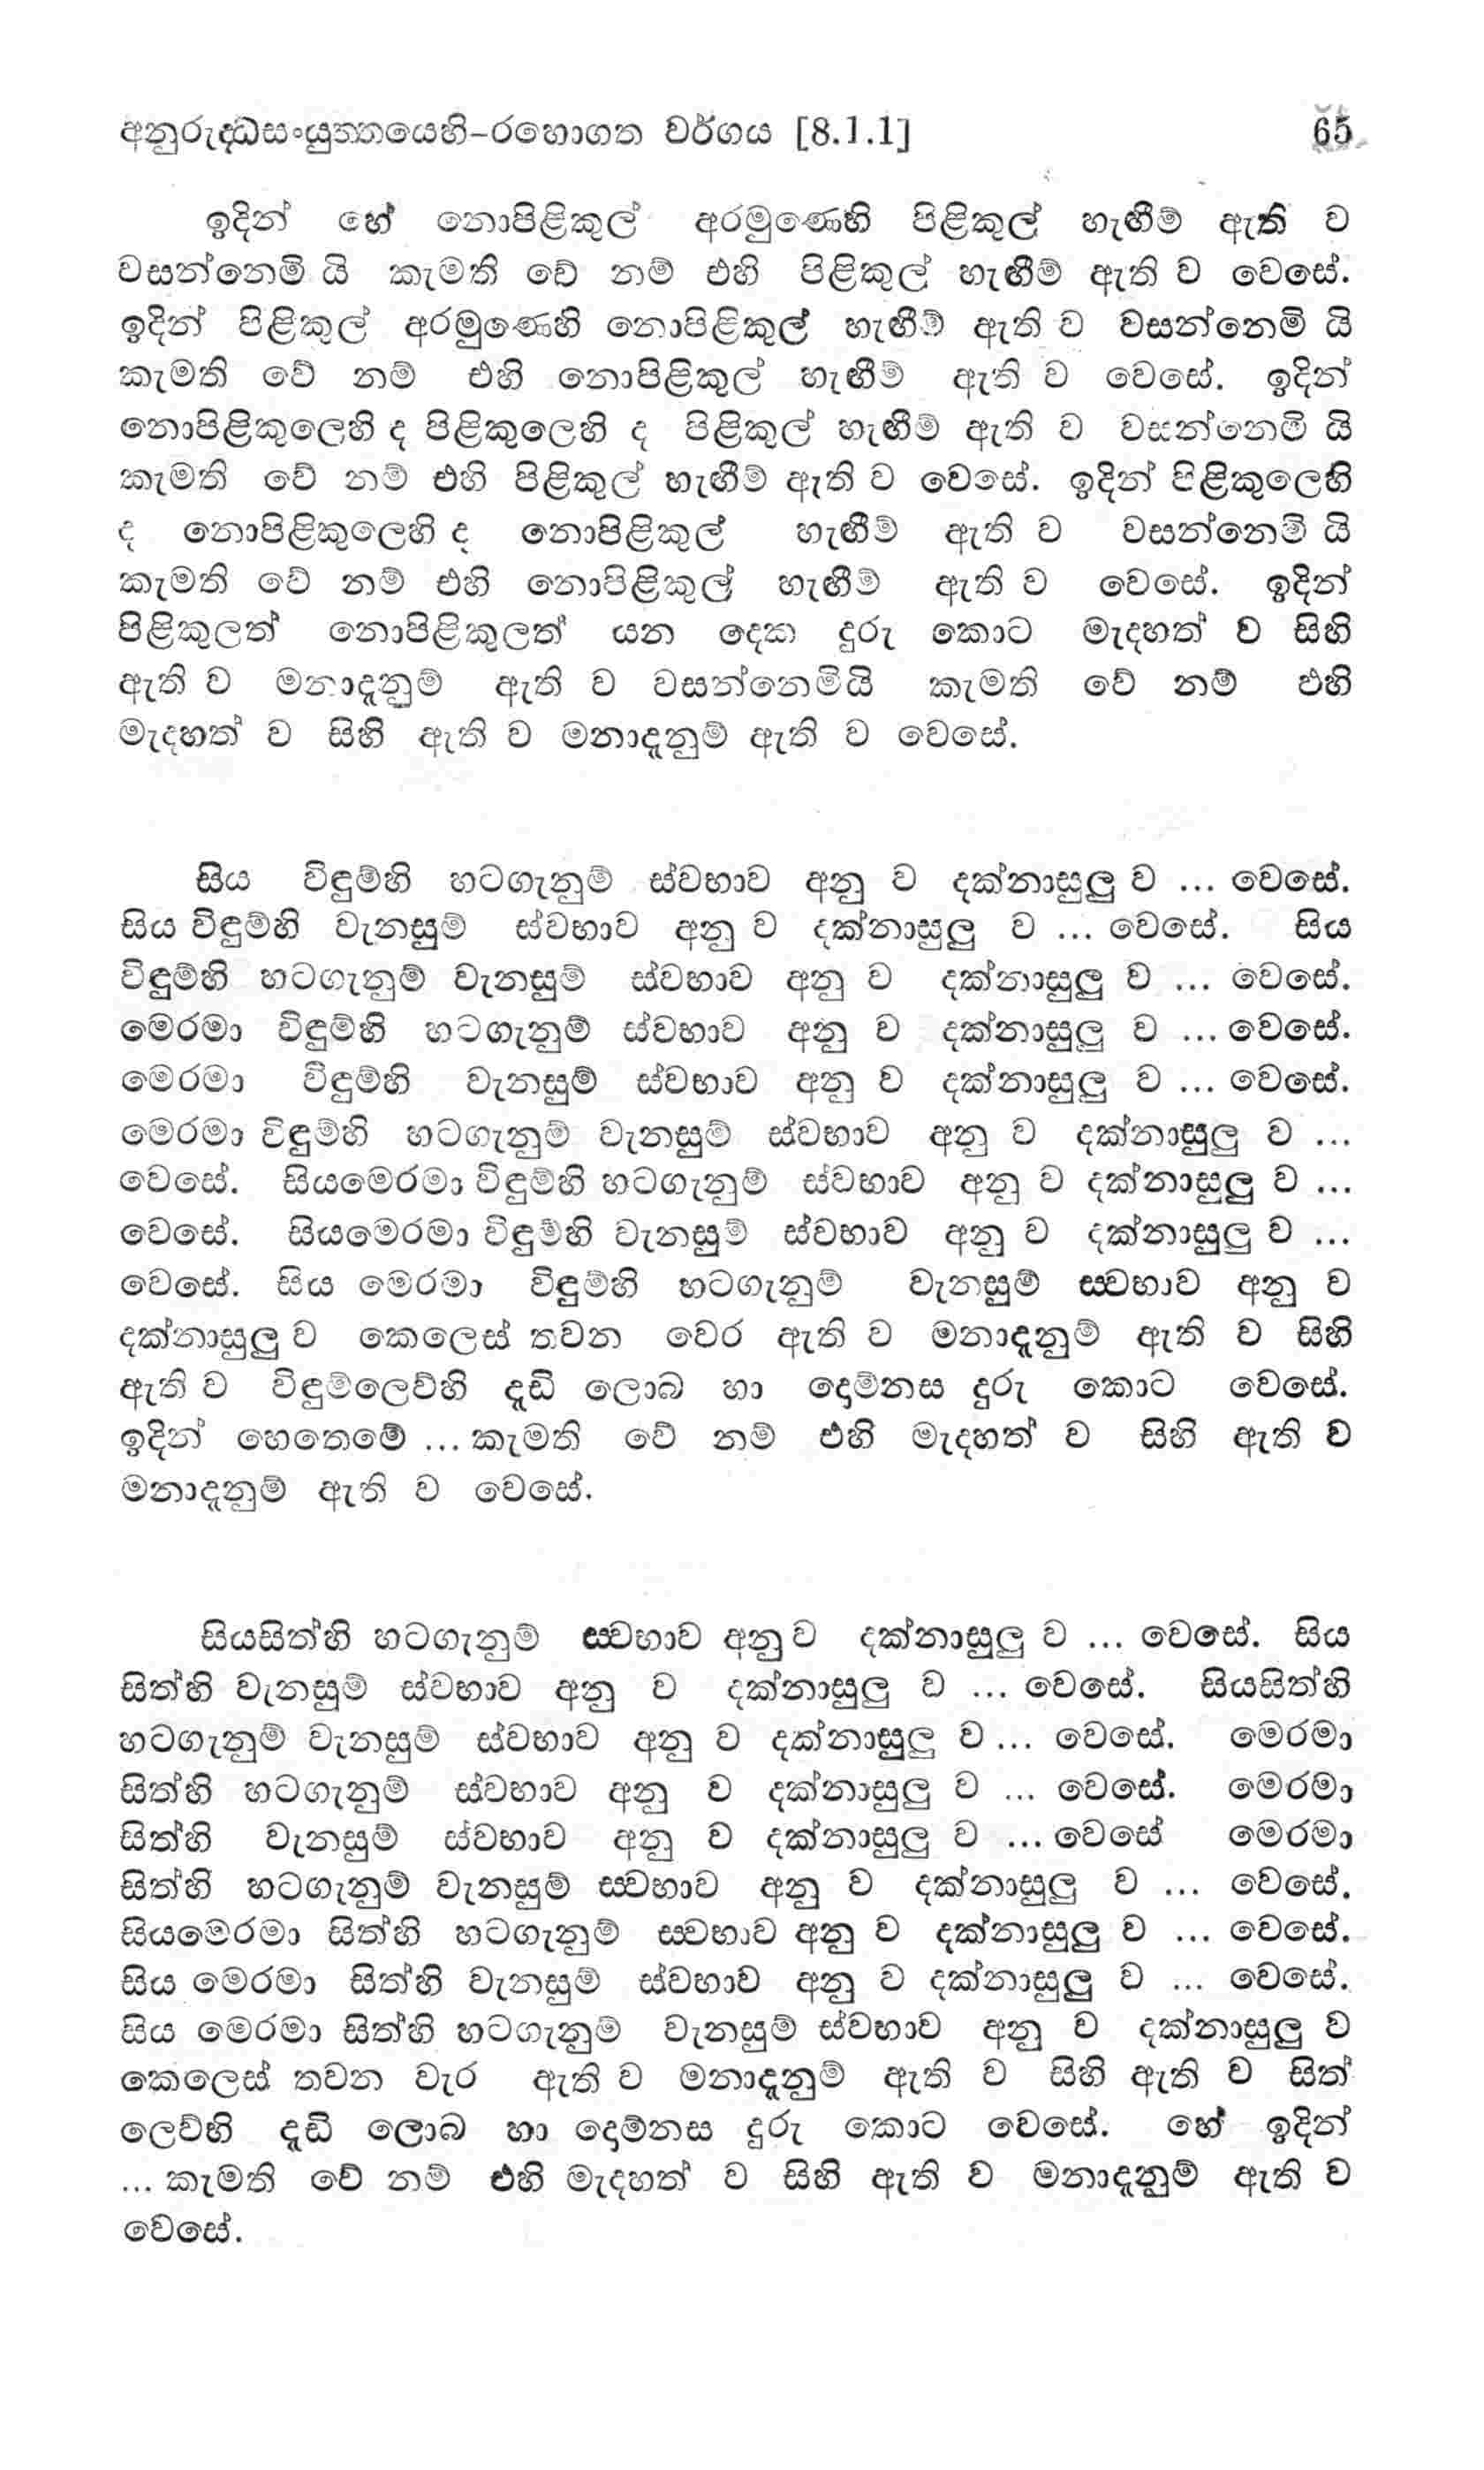 අනුරුද්ධසංයුත්තයෙහි-රහොගත වර්ගය [8.1.1] 65
ඉදින් හේ නොපිළිකුල් අරමුණෙහි පිළිකුල් හැඟීම් ඇති ව
වසන්නෙමි යි කැමති වේ නම් එහි පිළිකුල් හැඟීම් ඇති ව වෙසේ.
ඉදින් පිළිකුල් අරමුණෙහි නොපිළිකුල් හැඟීම් ඇති ව වසන්නෙමි යි
කැමති වේ නම් එහි නොපිළිකුල් හැඟීම් ඇති ව වෙසේ. ඉදින්
නොපිළිකුලෙහි ද පිළිකුලෙහි ද පිළිකුල් හැඟීම් ඇති ව වසන්නෙමි යි
කැමති වේ නම් එහි පිළිකුල් හැඟීම් ඇති ව වෙසේ. ඉදින් පිළිකුලෙහි
ද නොපිළිකුලෙහි ද නොපිළිකුල් හැඟීම් ඇති ව වසන්නෙමි යි
කැමති වේ නම් එහි නොපිළිකුල් හැඟීම් ඇති ව වෙසේ. ඉදින්
පිළිකුලත් නොපිළිකුලත් යන දෙක දුරු කොට මැදහත් ව සිහි
ඇති ව මනාදැනුම් ඇති ව වසන්නෙමියි කැමති වේ නම් එහි
මැදහත් ව සිහි ඇති ව මනාදැනුම් ඇති ව වෙසේ.
සිය විඳුම්හි හටගැනුම් ස්වභාව අනු ව දක්නාසුලු ව ... වෙසේ.
සිය විඳුම්හි වැනසුම් ස්වභාව අනු ව දක්නාසුලු ව ... වෙසේ. සිය
විඳුම්හි හටගැනුම් වැනසුම් ස්වභාව අනු ව දක්නාසුලු ව ... වෙසේ.
මෙරමා විඳුම්හි හටගැනුම් ස්වභාව අනු ව දක්නාසුලු ව ... වෙසේ.
මෙරමා විඳුම්හි වැනසුම් ස්වභාව අනු ව දක්නාසුලු ව ... වෙසේ.
මෙරමා විඳුම්හි හටගැනුම් වැනසුම් ස්වභාව අනු ව දක්නාසුලු ව ...
වෙසේ. සියමෙරමා විඳුම්හි හටගැනුම් ස්වභාව අනු ව දක්නාසුලු ව ...
වෙසේ. සියමෙරමා විඳුම්හි වැනසුම් ස්වභාව අනු ව දක්නාසුලු ව ...
වෙසේ. සිය මෙරමා විඳුම්හි හටගැනුම් වැනසුම් ස්වභාව අනු ව
දක්නාසුලු ව කෙලෙස් තවන වෙර ඇති ව මනාදැනුම් ඇති ව සිහි
ඇති ව විඳුම්ලෙව්හි දැඩි ලොබ හා දොම්නස දුරු කොට වෙසේ.
ඉදින් හෙතෙමේ ... කැමති වේ නම් එහි මැදහත් ව සිහි ඇති ව
මනාදැනුම් ඇති ව වෙසේ.
සියසිත්හි හටගැනුම් ස්වභාව අනු ව දක්නාසුලු ව ... වෙසේ. සිය
සිත්හි වැනසුම් ස්වභාව අනු ව දක්නාසුලු ව ... වෙසේ. සියසිත්හි
හටගැනුම් වැනසුම් ස්වභාව අනු ව දක්නාසුලු ව ... වෙසේ. මෙරමා
සිත්හි හටගැනුම් ස්වභාව අනු ව දක්නාසුලු ව ... වෙසේ. මෙරමා
සිත්හි වැනසුම් ස්වභාව අනු ව දක්නාසුලු ව ... වෙසේ මෙරමා
සිත්හි හටගැනුම් වැනසුම් ස්වභාව අනු ව දක්නාසුලු ව ... වෙසේ.
සියමෙරමා සිත්හි හටගැනුම් ස්වභාව අනු ව දක්නාසුලු ව ... වෙසේ.
සිය මෙරමා සිත්හි වැනසුම් ස්වභාව අනු ව දක්නාසුලු ව ... වෙසේ.
සිය මෙරමා සිත්හි හටගැනුම් වැනසුම් ස්වභාව අනු ව දක්නාසුලු ව
කෙලෙස් තවන වැර ඇති ව මනාදැනුම් ඇති ව සිහි ඇති ව සිත්
ලෙව්හි දැඩි ලොබ හා දොම්නස දුරු කොට වෙසේ. හේ ඉදින්
... කැමති වේ නම් එහි මැදහත් ව සිහි ඇති ව මනාදැනුම් ඇති ව
වෙසේ.